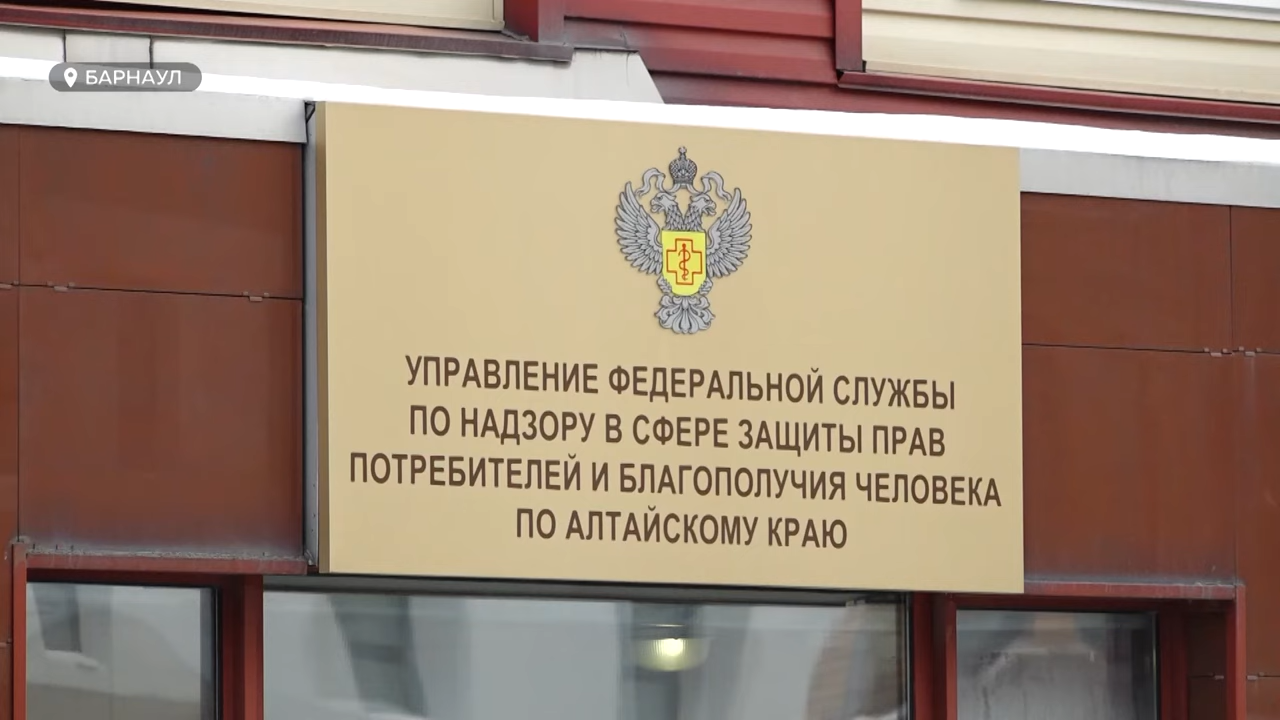 БАРНАУЛ
УПРАВЛЕНИЕ ФЕДЕРАЛЬНОЙ СЛУЖБЫ
ПО НАДЗОРУ В СФЕРЕ ЗАЩИТЫ ПРАВ
ПОТРЕБИТЕЛЕЙ И БЛАГОПОЛУЧИЯ ЧЕЛОВЕКА
ПО АЛТАЙСКОМУ КРАЮ